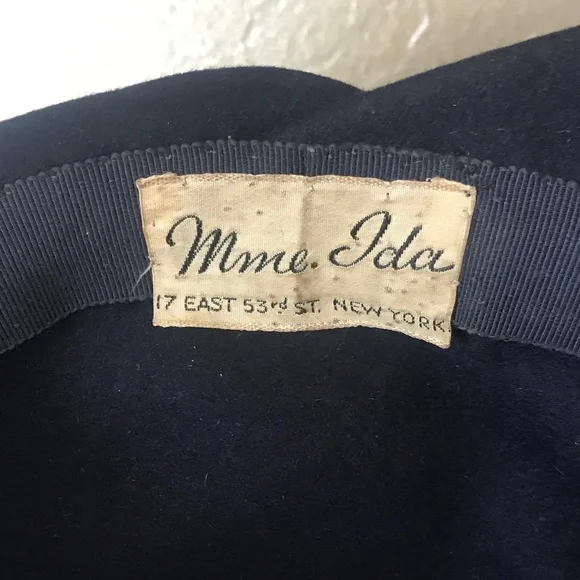 Mme. Ida
17 EAST 53rd ST. NEW YORK.